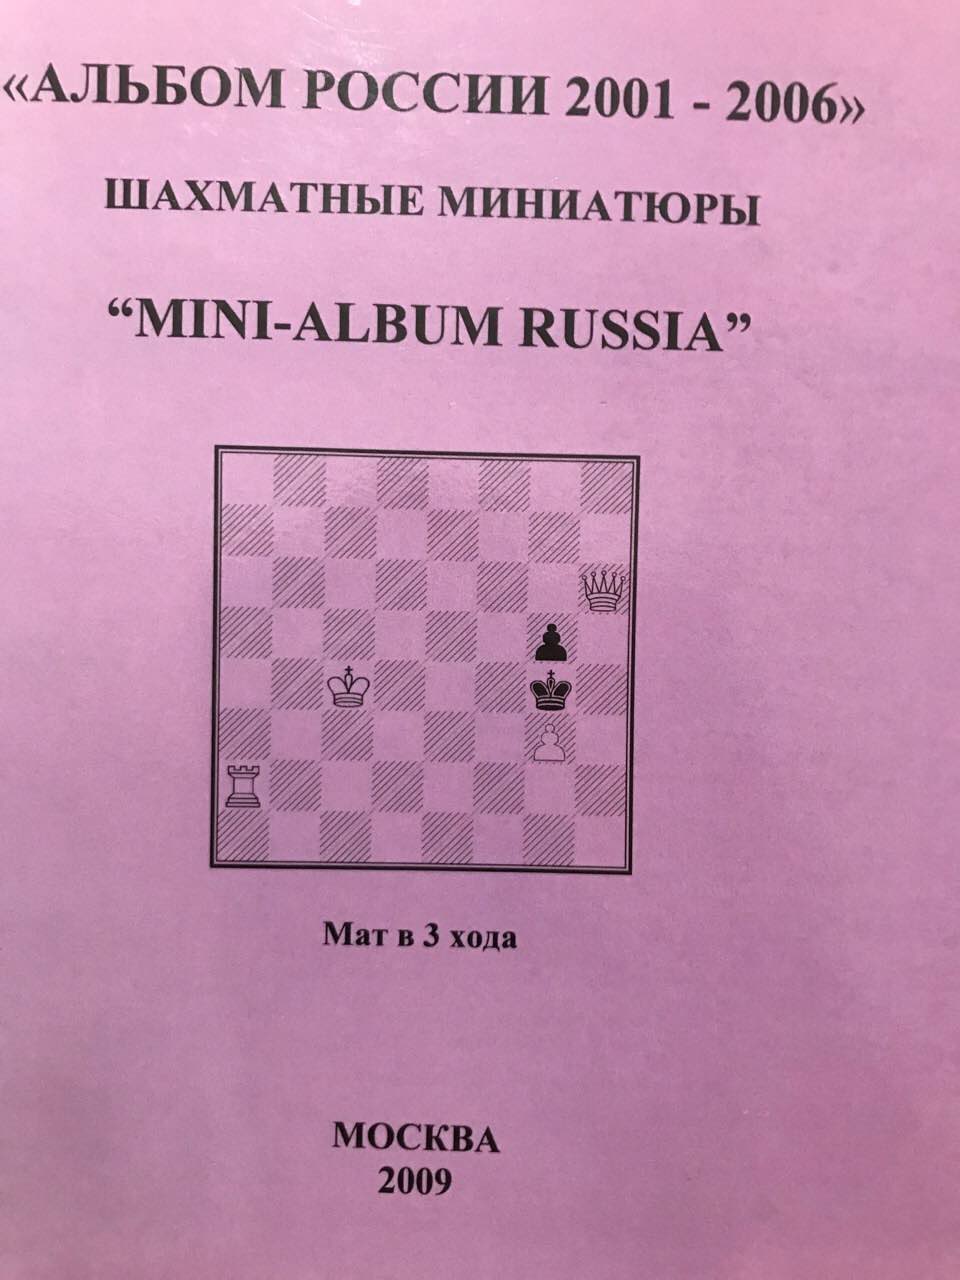 «АЛЬБОМ РОССИИ 2001 - 2006»
ШАХМАТНЫЕ МИНИАТЮРЫ
“MINI-ALBUM RUSSIA”
Мат в 3 хода
МОСКВА
2009